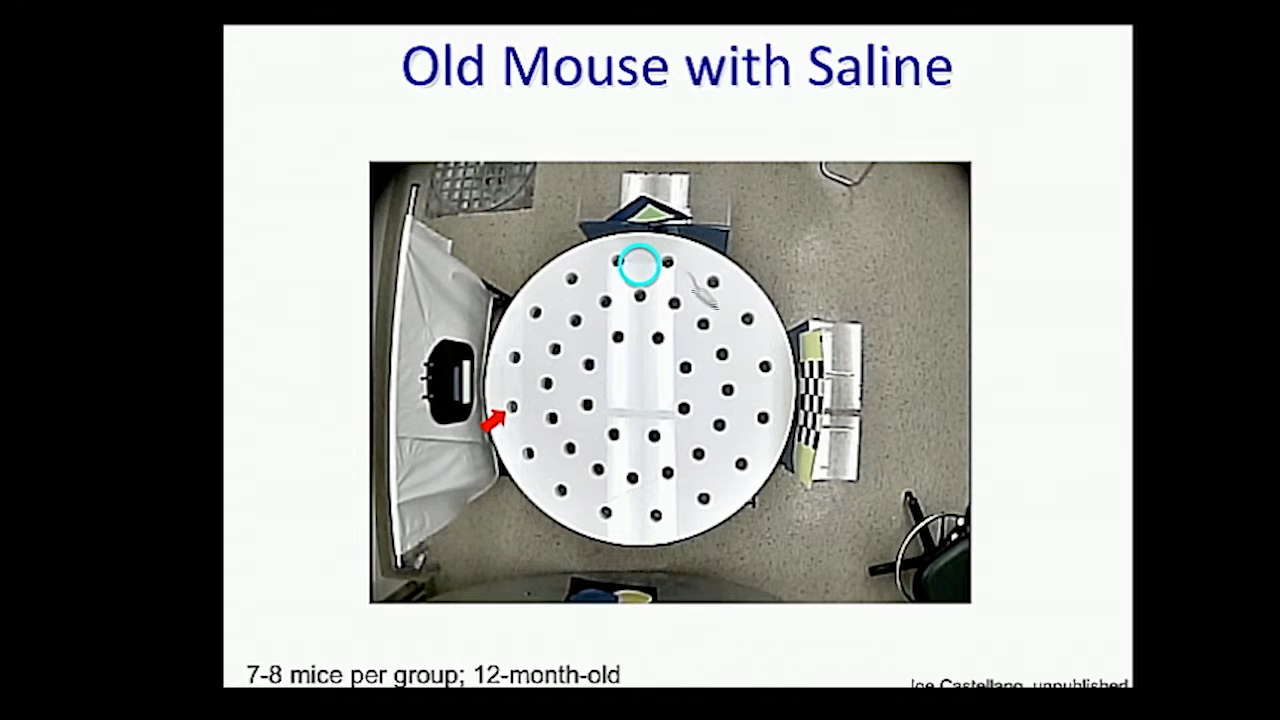 Old Mouse with Saline
7-8 mice per group; 12-month-old
Joe Castellano, unpublished